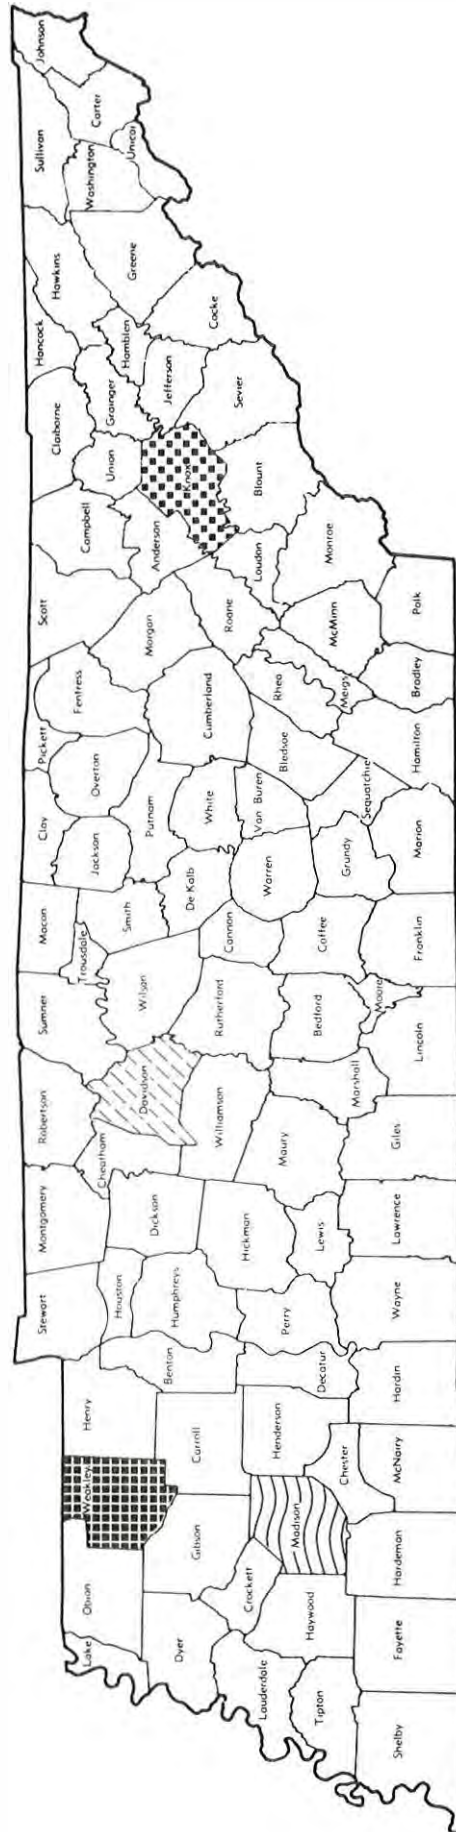 Johnson
Sullivan
Carter
Unicoi
Washington
Hawkins
Greene
Hancock
Hamblen
Cocke
Claiborne
Grainger
Jefferson
Sevier
Union
Knox
Blount
Campbell
Anderson
Loudon
Monroe
Scott
Morgan
Roane
McMinn
Polk
Pickett
Fentress
Cumberland
Rhea
Meigs
Bradley
Clay
Overton
Putnam
White
Van Buren
Bledsoe
Sequatchie
Hamilton
Jackson
De Kalb
Warren
Grundy
Marion
Macon
Trousdale
Smith
Cannon
Coffee
Franklin
Sumner
Wilson
Rutherford
Bedford
Moore
Lincoln
Robertson
Davidson
Williamson
Marshall
Giles
Cheatham
Maury
Montgomery
Dickson
Hickman
Lewis
Lawrence
Stewart
Houston
Humphreys
Perry
Wayne
Benton
Decatur
Hardin
Henry
Carroll
Henderson
Chester
McNairy
Weakley
Gibson
Madison
Hardeman
Obion
Crockett
Haywood
Fayette
Lake
Dyer
Lauderdale
Tipton
Shelby